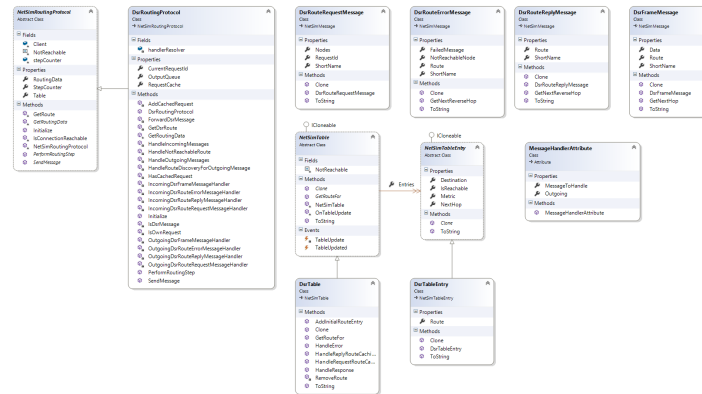 NetSimRoutingProtocol
Abstract Class
Fields
Client
NotReachable
stepCounter
Properties
RoutingData
StepCounter
Table
Methods
GetRoute
GetRoutingData
Initialize
IsConnectionReachable
NetSimRoutingProtocol
PerformRoutingStep
SendMessage
DsrRoutingProtocol
Class
NetSimRoutingProtocol
Fields
handlerResolver
Properties
CurrentRequestId
OutputQueue
RequestCache
Methods
AddCachedRequest
DsrRoutingProtocol
ForwardDsrMessage
GetDsrRoute
GetRoutingData
HandleIncomingMessages
HandleNotReachableRoute
HandleOutgoingMessages
HandleRouteDiscoveryForOutgoingMessage
HasCachedRequest
IncomingDsrFrameMessageHandler
IncomingDsrRouteErrorMessageHandler
IncomingDsrRouteReplyMessageHandler
IncomingDsrRouteRequestMessageHandler
Initialize
IsDsrMessage
IsOwnRequest
OutgoingDsrFrameMessageHandler
OutgoingDsrRouteErrorMessageHandler
OutgoingDsrRouteReplyMessageHandler
OutgoingDsrRouteRequestMessageHandler
PerformRoutingStep
SendMessage
DsrRouteRequestMessage
Class
NetSimMessage
Properties
Nodes
RequestId
ShortName
Methods
Clone
DsrRouteRequestMessage
ToString
DsrRouteErrorMessage
Class
NetSimMessage
Properties
FailedMessage
NotReachableNode
Route
ShortName
Methods
Clone
GetNextReverseHop
ToString
DsrRouteReplyMessage
Class
NetSimMessage
Properties
Route
ShortName
Methods
Clone
DsrRouteReplyMessage
GetNextReverseHop
ToString
DsrFrameMessage
Class
NetSimMessage
Properties
Data
Route
ShortName
Methods
Clone
DsrFrameMessage
GetNextHop
ToString
ICloneable
NetSimTable
Abstract Class
Fields
NotReachable
Methods
Clone
GetRouteFor
NetSimTable
OnTableUpdate
ToString
Events
TableUpdate
TableUpdated
Entries
ICloneable
NetSimTableEntry
Abstract Class
Properties
Destination
IsReachable
Metric
NextHop
Methods
Clone
ToString
MessageHandlerAttribute
Class
Attribute
Properties
MessageToHandle
Outgoing
Methods
MessageHandlerAttribute
DsrTable
Class
NetSimTable
Methods
AddInitialRouteEntry
Clone
GetRouteFor
HandleError
HandleReplyRouteCachi...
HandleRequestRouteCa...
HandleResponse
RemoveRoute
ToString
DsrTableEntry
Class
NetSimTableEntry
Properties
Route
Methods
Clone
DsrTableEntry
ToString